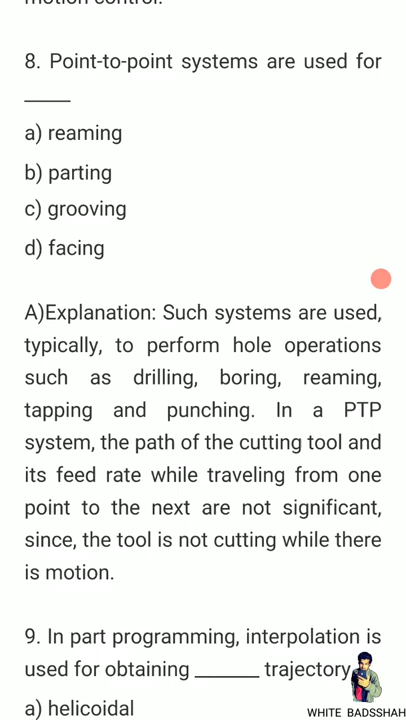 motion control.
8. Point-to-point systems are used for
_____
a) reaming
b) parting
c) grooving
d) facing
A)Explanation: Such systems are used,
typically, to perform hole operations
such as drilling, boring, reaming,
tapping and punching. In a PTP
system, the path of the cutting tool and
its feed rate while traveling from one
point to the next are not significant,
since, the tool is not cutting while there
is motion.
9. In part programming, interpolation is
used for obtaining _______ trajectory
a) helicoidal
WHITE BADSSHAH